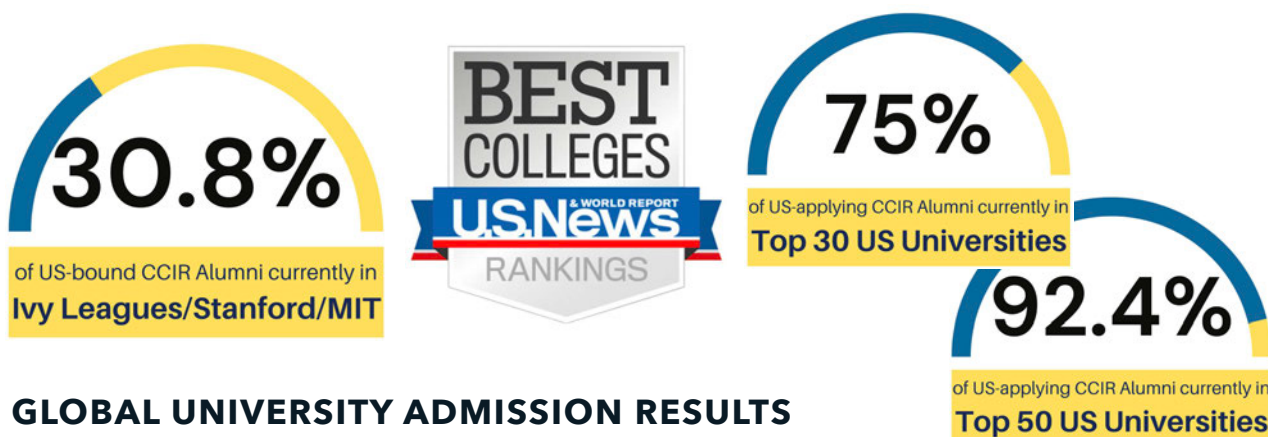 30.8%
of US-bound CCIR Alumni currently in
Ivy Leagues/Stanford/MIT
BEST
COLLEGES
U.S.News
& WORLD REPORT
RANKINGS
75%
of US-applying CCIR Alumni currently in
Top 30 US Universities
92.4%
of US-applying CCIR Alumni currently in
Top 50 US Universities
GLOBAL UNIVERSITY ADMISSION RESULTS